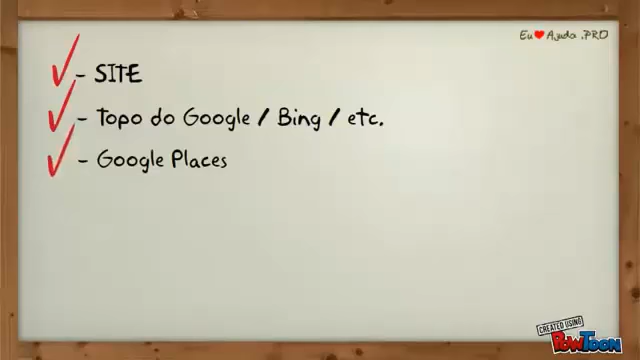 Eu❤Ajuda .PRO
- SITE
- Topo do Google / Bing / etc.
- Google Places
CREATED USING
POWTOON